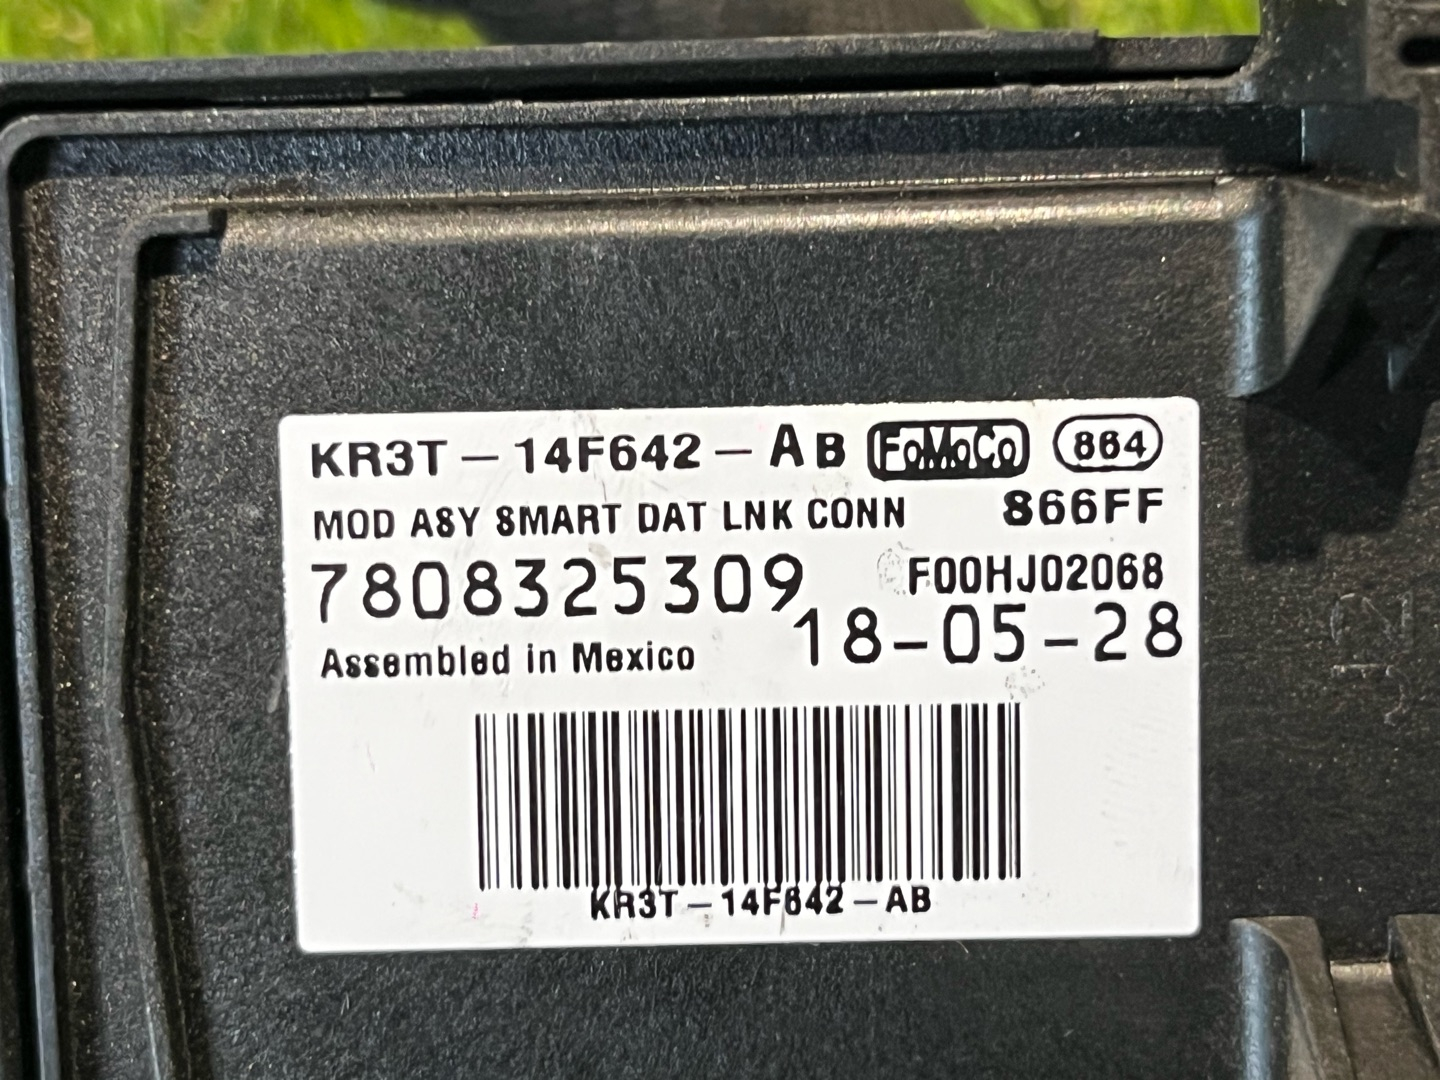 KR3T-14F642-AB FoMoCo 864
MOD ASY SMART DAT LNK CONN 866FF
7808325309 F00HJ02068
Assembled in Mexico 18-05-28
KR3T-14F642-AB